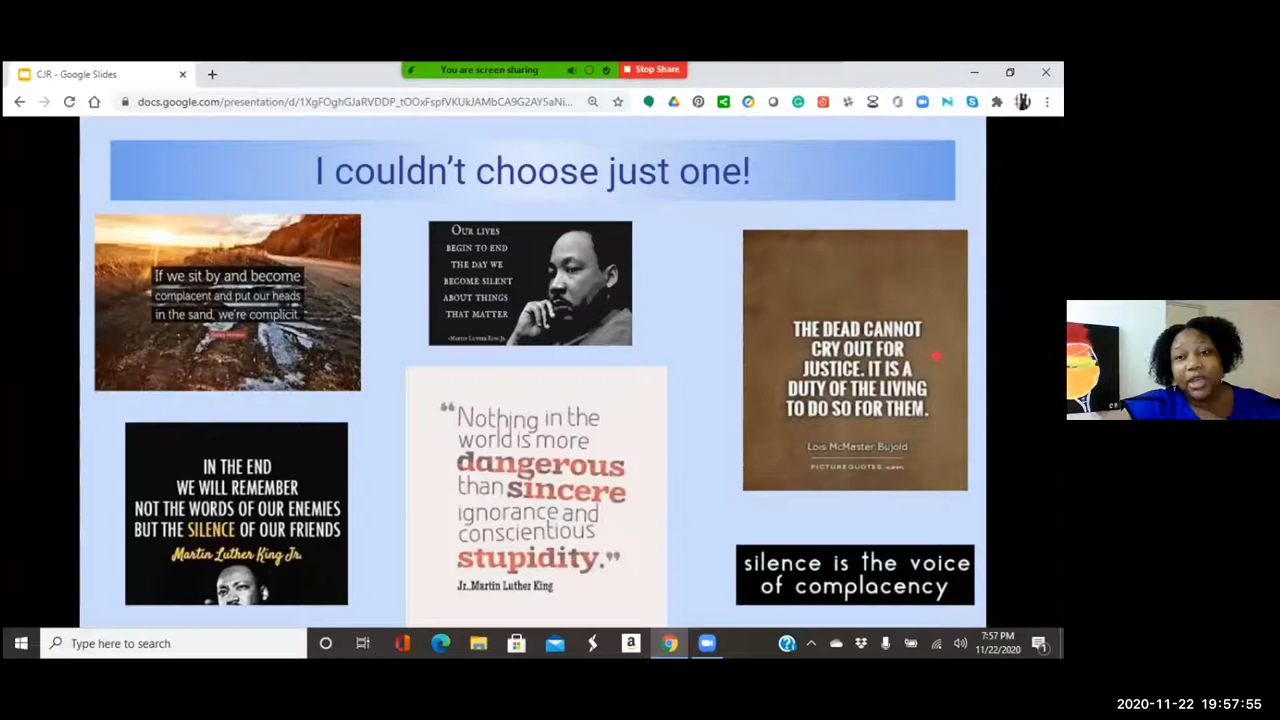 CJR - Google Slides
You are screen sharing
Stop Share
I couldn't choose just one!
If we sit by and become
complacent and put our heads
in the sand, we're complicit.
OUR LIVES
BEGIN TO END
THE DAY WE
BECOME SILENT
ABOUT THINGS
THAT MATTER
-MARTIN LUTHER KING, JR.
THE DEAD CANNOT
CRY OUT FOR
JUSTICE. IT IS A
DUTY OF THE LIVING
TO DO SO FOR THEM.
Lois McMaster Bujold
PICTUREQUOTES.com
IN THE END
WE WILL REMEMBER
NOT THE WORDS OF OUR ENEMIES
BUT THE SILENCE OF OUR FRIENDS
Martin Luther King Jr.
“Nothing in the
world is more
dangerous
than sincere
ignorance and
conscientious
stupidity.”
Jr.,Martin Luther King
silence is the voice
of complacency
Type here to search
a
7:57 PM
11/22/2020
2020-11-22 19:57:55